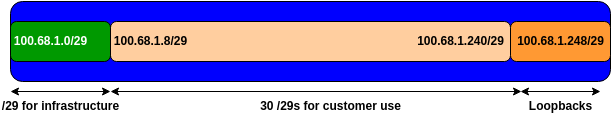 100.68.1.0/29
100.68.1.8/29
100.68.1.240/29
100.68.1.248/29
/29 for infrastructure
30 /29s for customer use
Loopbacks